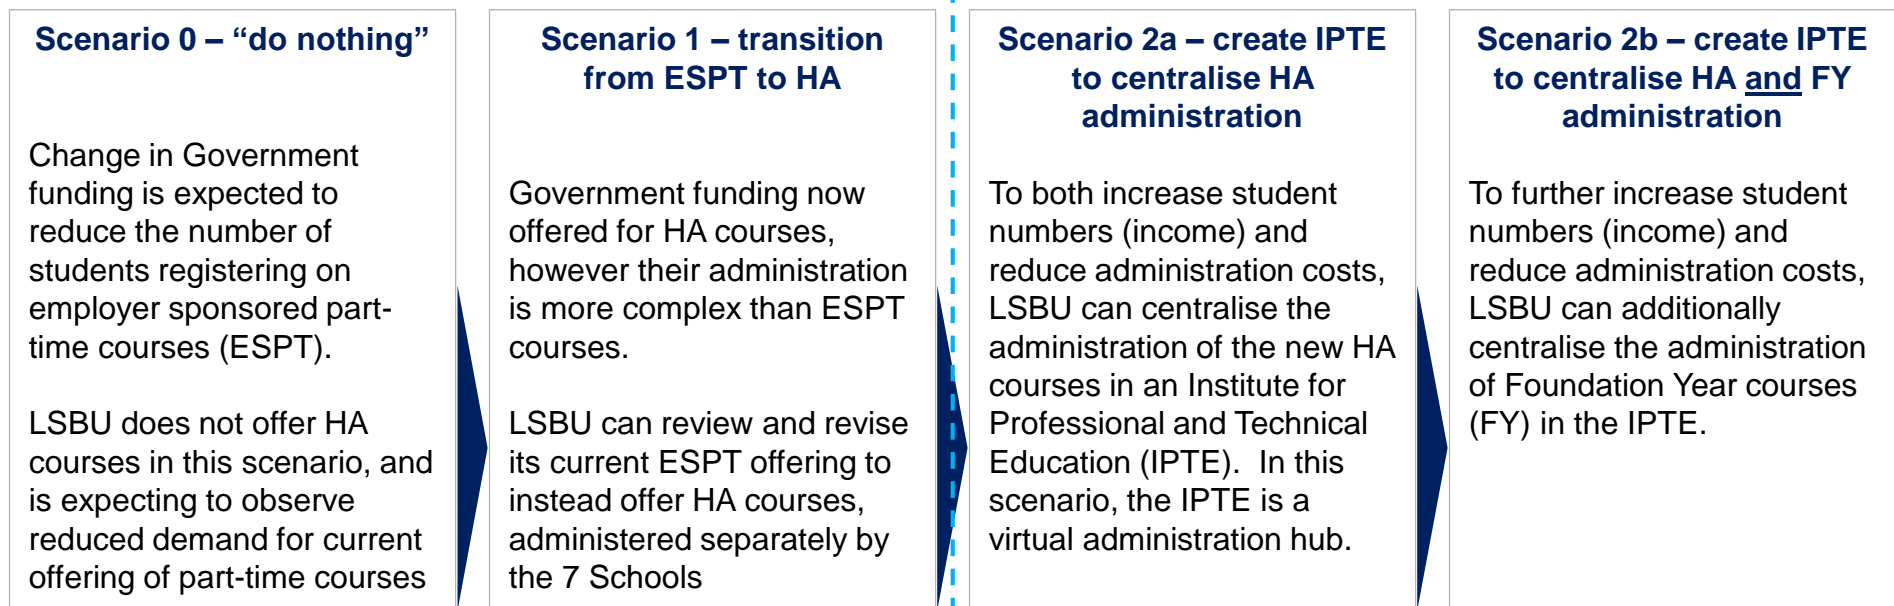 Scenario 0 – “do nothing”
Change in Government
funding is expected to
reduce the number of
students registering on
employer sponsored part-
time courses (ESPT).
LSBU does not offer HA
courses in this scenario, and
is expecting to observe
reduced demand for current
offering of part-time courses
Scenario 1 – transition
from ESPT to HA
Government funding now
offered for HA courses,
however their administration
is more complex than ESPT
courses.
LSBU can review and revise
its current ESPT offering to
instead offer HA courses,
administered separately by
the 7 Schools
Scenario 2a – create IPTE
to centralise HA
administration
To both increase student
numbers (income) and
reduce administration costs,
LSBU can centralise the
administration of the new HA
courses in an Institute for
Professional and Technical
Education (IPTE).  In this
scenario, the IPTE is a
virtual administration hub.
Scenario 2b – create IPTE
to centralise HA and FY
administration
To further increase student
numbers (income) and
reduce administration costs,
LSBU can additionally
centralise the administration
of Foundation Year courses
(FY) in the IPTE.